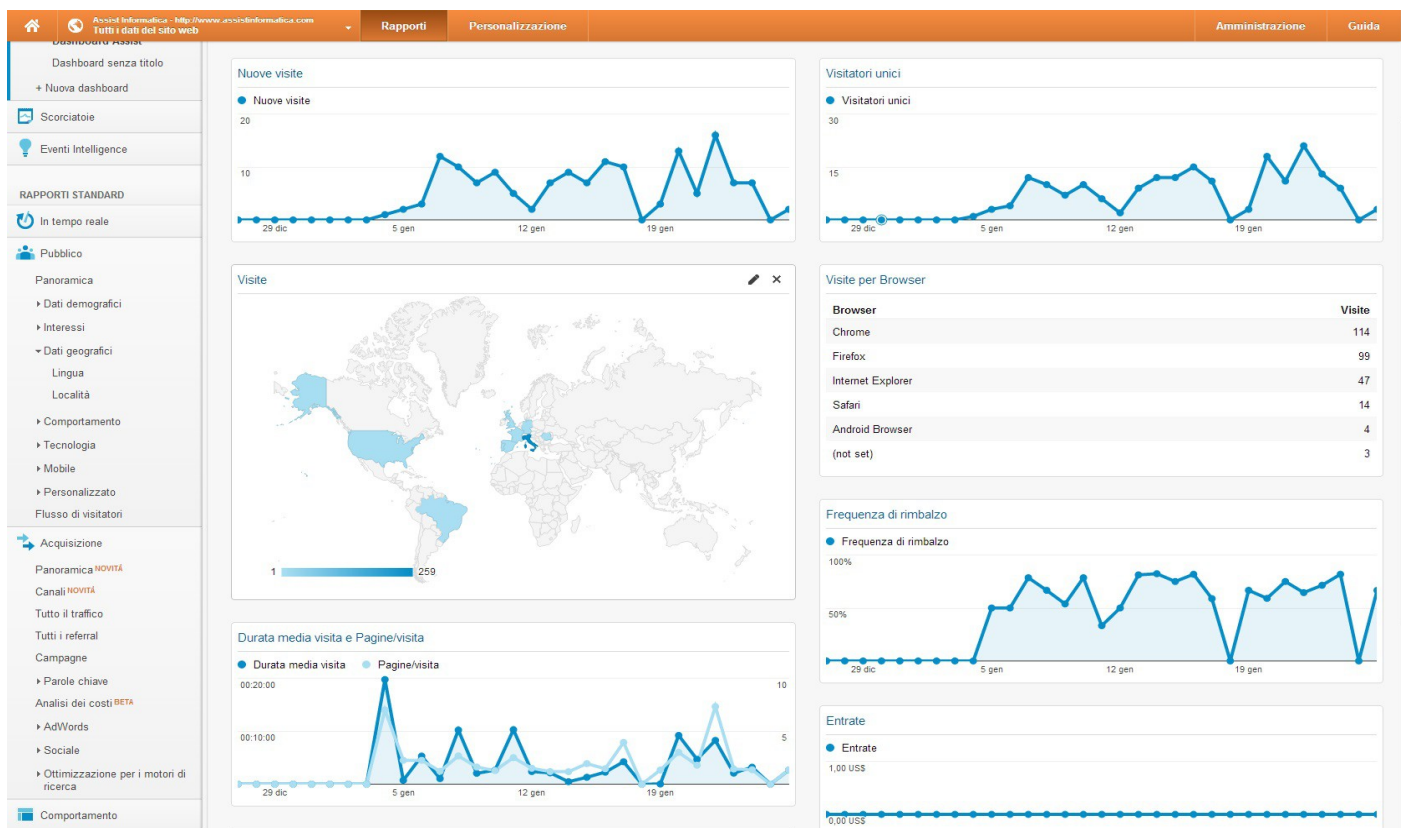 Assist Informatica - http://www.assistinformatica.com
Tutti i dati del sito web
Rapporti
Personalizzazione
Amministrazione
Guida
Dashboard Assist
Dashboard senza titolo
+ Nuova dashboard
Scorciatoie
Eventi Intelligence
RAPPORTI STANDARD
In tempo reale
Pubblico
Panoramica
Dati demografici
Interessi
Dati geografici
Lingua
Località
Comportamento
Tecnologia
Mobile
Personalizzato
Flusso di visitatori
Acquisizione
Panoramica NOVITÁ
Canali NOVITÁ
Tutto il traffico
Tutti i referral
Campagne
Parole chiave
Analisi dei costi BETA
AdWords
Sociale
Ottimizzazione per i motori di
ricerca
Comportamento
Nuove visite
Nuove visite
20
10
29 dic
5 gen
12 gen
19 gen
Visitatori unici
Visitatori unici
30
15
29 dic
5 gen
12 gen
19 gen
Visite
1
259
Visite per Browser
Browser Visite
Chrome 114
Firefox 99
Internet Explorer 47
Safari 14
Android Browser 4
(not set) 3
Frequenza di rimbalzo
Frequenza di rimbalzo
100%
50%
29 dic
5 gen
12 gen
19 gen
Durata media visita e Pagine/visita
Durata media visita Pagine/visita
00:20:00 10
00:10:00 5
29 dic
5 gen
12 gen
19 gen
Entrate
Entrate
1,00 US$
0,00 US$